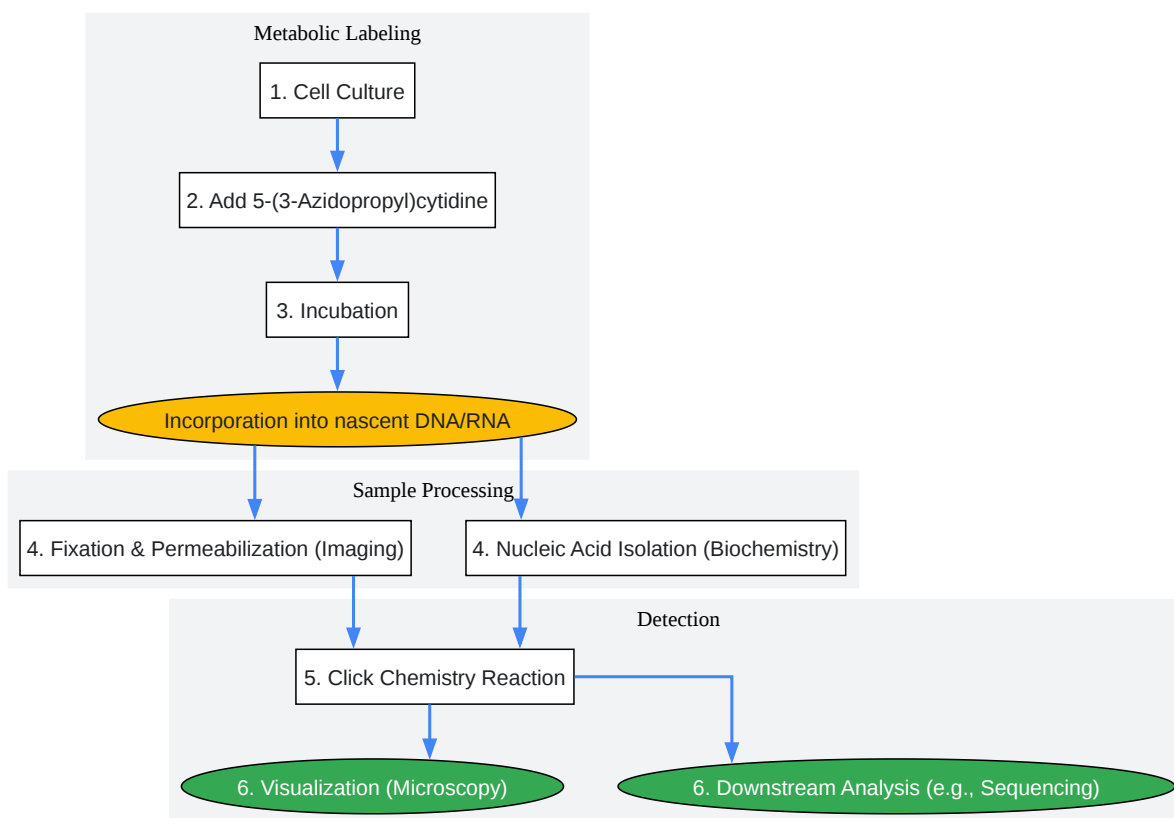 Metabolic Labeling
1. Cell Culture
2. Add 5-(3-Azidopropyl)cytidine
3. Incubation
Incorporation into nascent DNA/RNA
Sample Processing
4. Fixation & Permeabilization (Imaging)
4. Nucleic Acid Isolation (Biochemistry)
Detection
5. Click Chemistry Reaction
6. Visualization (Microscopy)
6. Downstream Analysis (e.g., Sequencing)